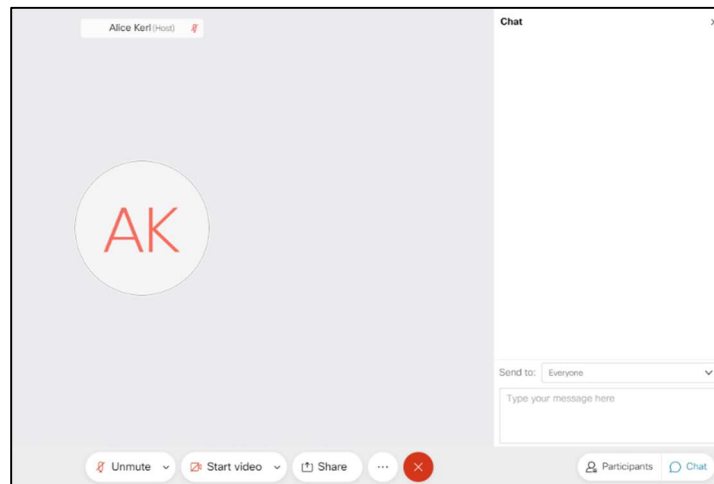 Alice Kerl (Host)
Chat
AK
Send to: Everyone
Type your message here
Unmute Start video Share ... Participants Chat